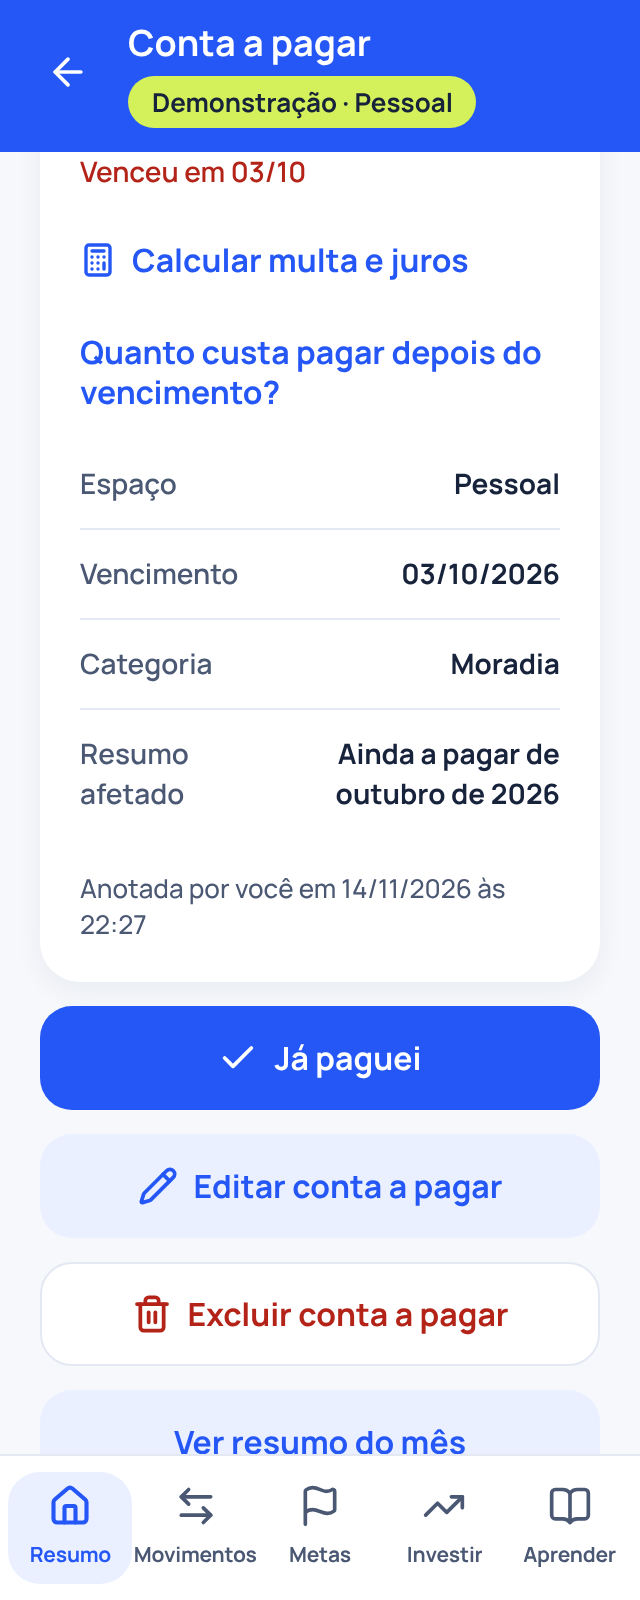 Conta a pagar
Demonstração · Pessoal
Venceu em 03/10
Calcular multa e juros
Quanto custa pagar depois do
vencimento?
Espaço
Pessoal
Vencimento
03/10/2026
Categoria
Moradia
Resumo
afetado
Ainda a pagar de
outubro de 2026
Anotada por você em 14/11/2026 às
22:27
Já paguei
Editar conta a pagar
Excluir conta a pagar
Ver resumo do mês
Resumo
Movimentos
Metas
Investir
Aprender